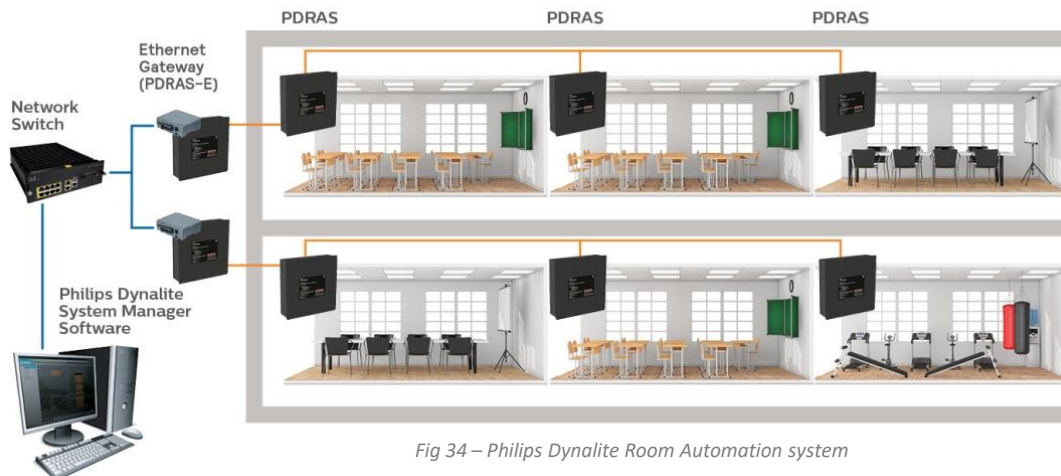 PDRAS
PDRAS
PDRAS
Ethernet
Gateway
(PDRAS-E)
Network
Switch
Philips Dynalite
System Manager
Software
Fig 34 – Philips Dynalite Room Automation system